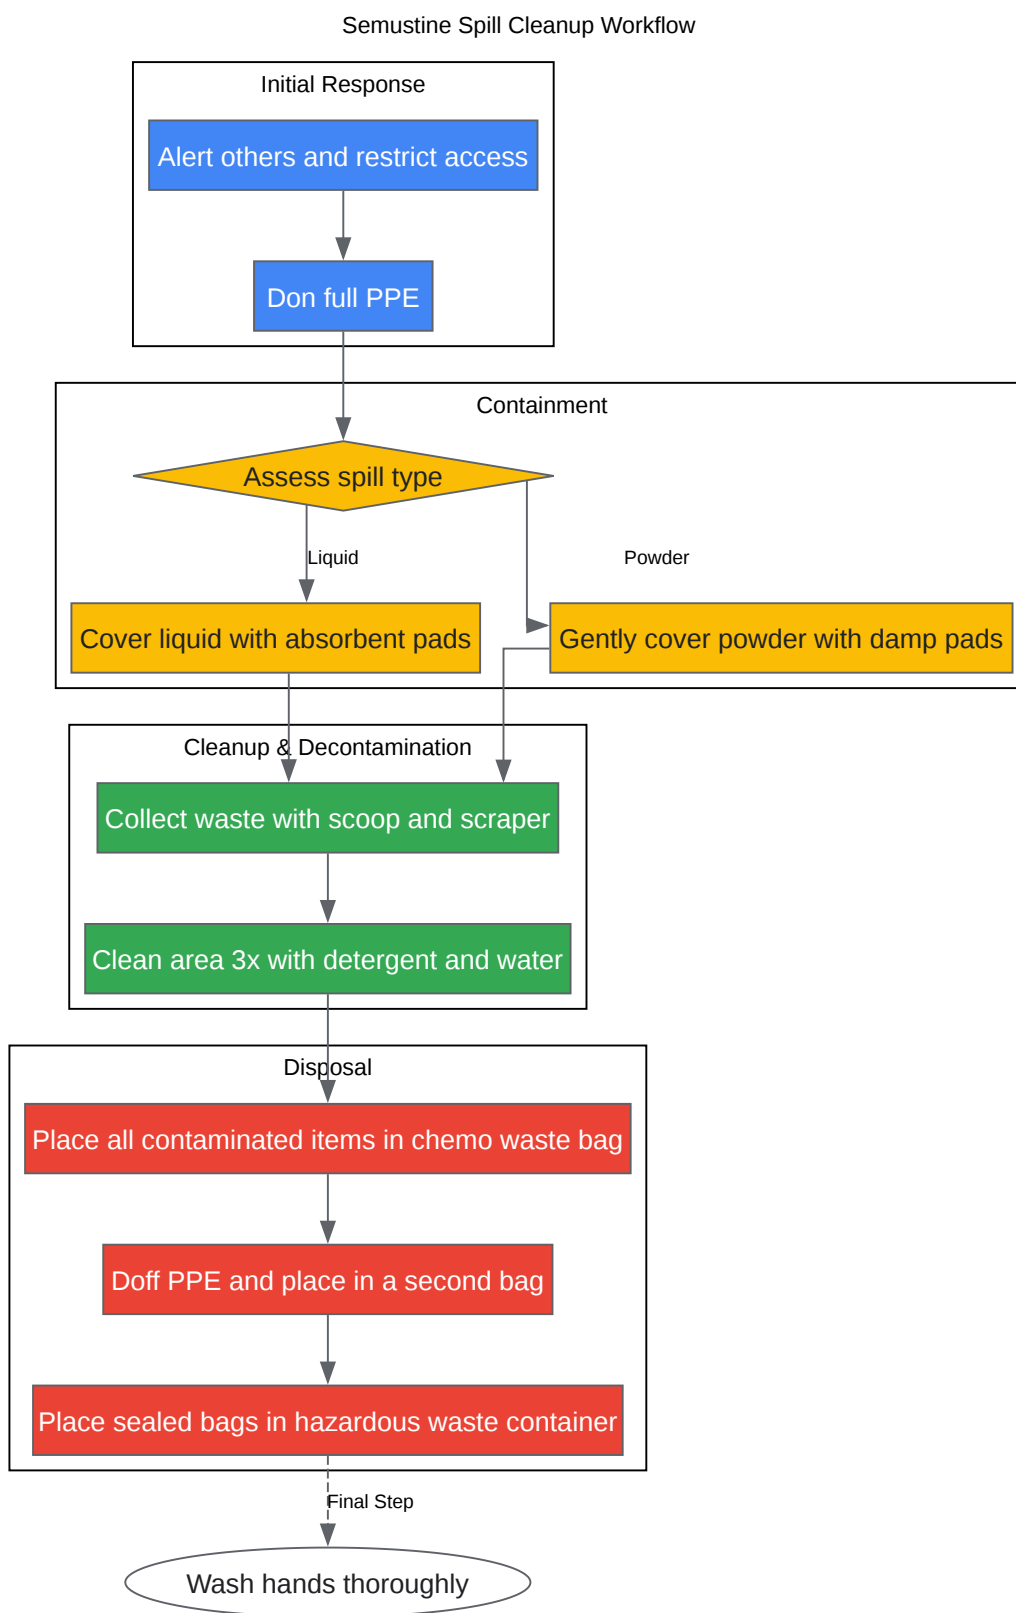 Semustine Spill Cleanup Workflow
Initial Response
Alert others and restrict access
Don full PPE
Containment
Assess spill type
Liquid
Powder
Cover liquid with absorbent pads
Gently cover powder with damp pads
Cleanup & Decontamination
Collect waste with scoop and scraper
Clean area 3x with detergent and water
Disposal
Place all contaminated items in chemo waste bag
Doff PPE and place in a second bag
Place sealed bags in hazardous waste container
Final Step
Wash hands thoroughly